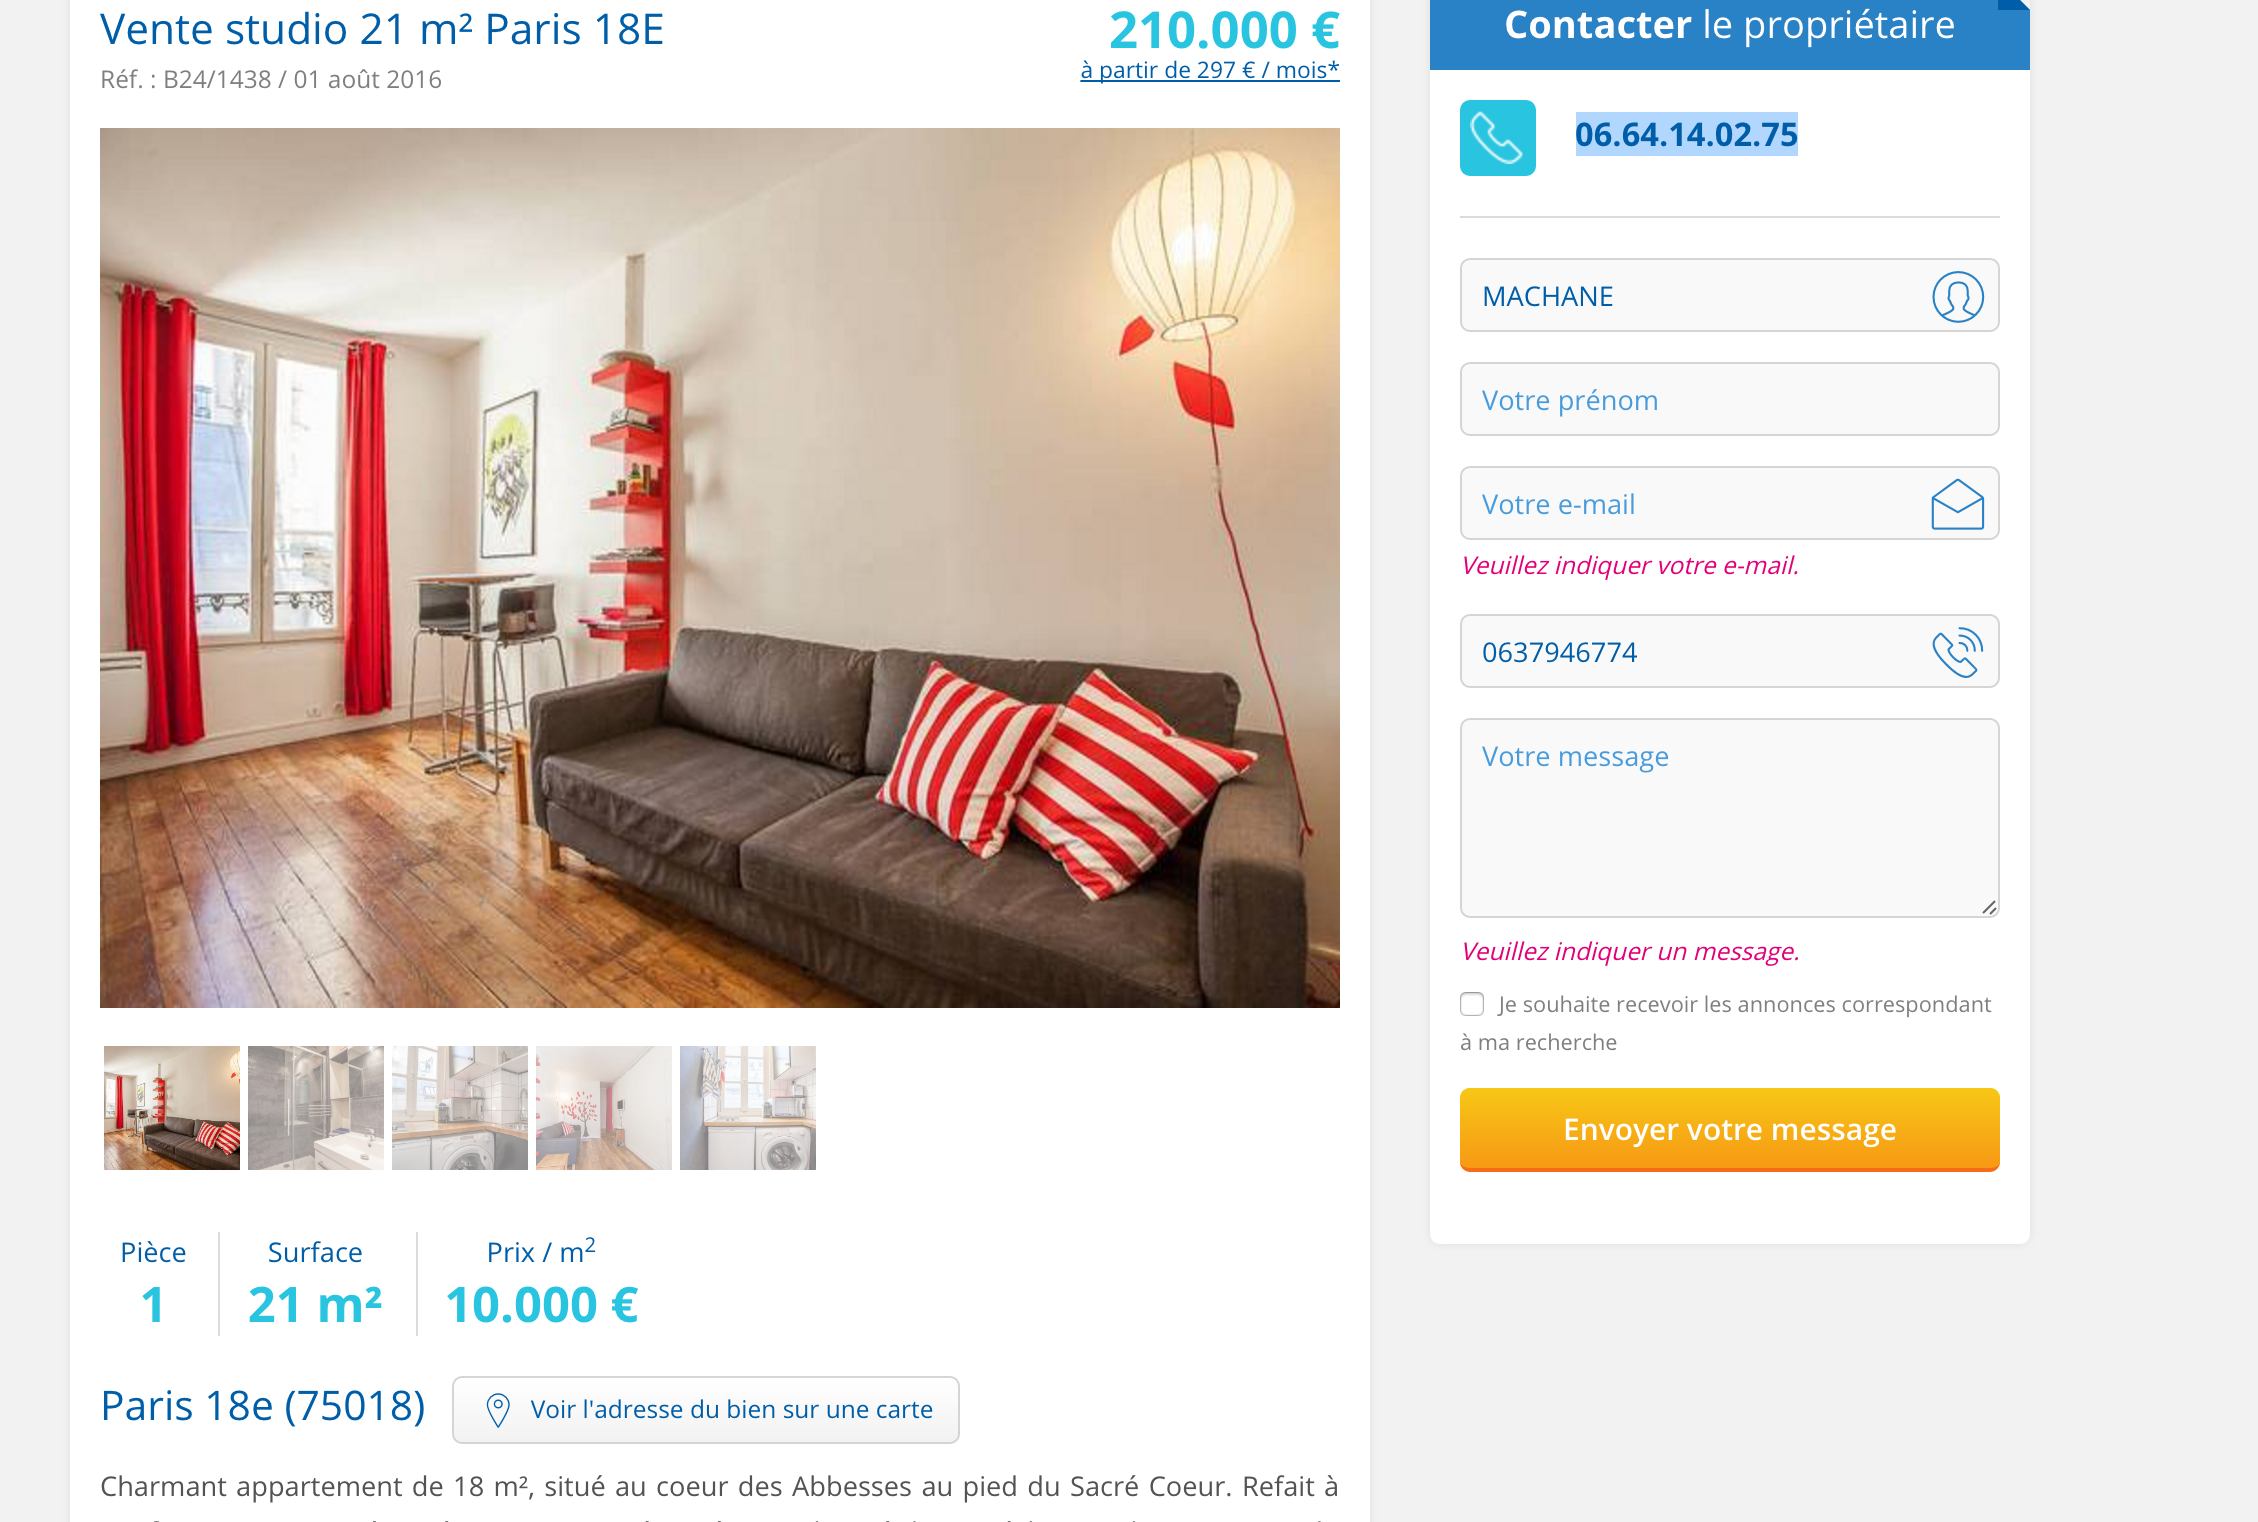 Vente studio 21 m² Paris 18E
210.000 €
Réf. : B24/1438 / 01 août 2016
à partir de 297 € / mois*
Pièce
1
Surface
21 m²
Prix / m2
10.000 €
Paris 18e (75018)
Voir l'adresse du bien sur une carte
Charmant appartement de 18 m², situé au coeur des Abbesses au pied du Sacré Coeur. Refait à
Contacter le propriétaire
06.64.14.02.75
MACHANE
Votre prénom
Votre e-mail
Veuillez indiquer votre e-mail.
0637946774
Votre message
Veuillez indiquer un message.
Je souhaite recevoir les annonces correspondant
à ma recherche
Envoyer votre message